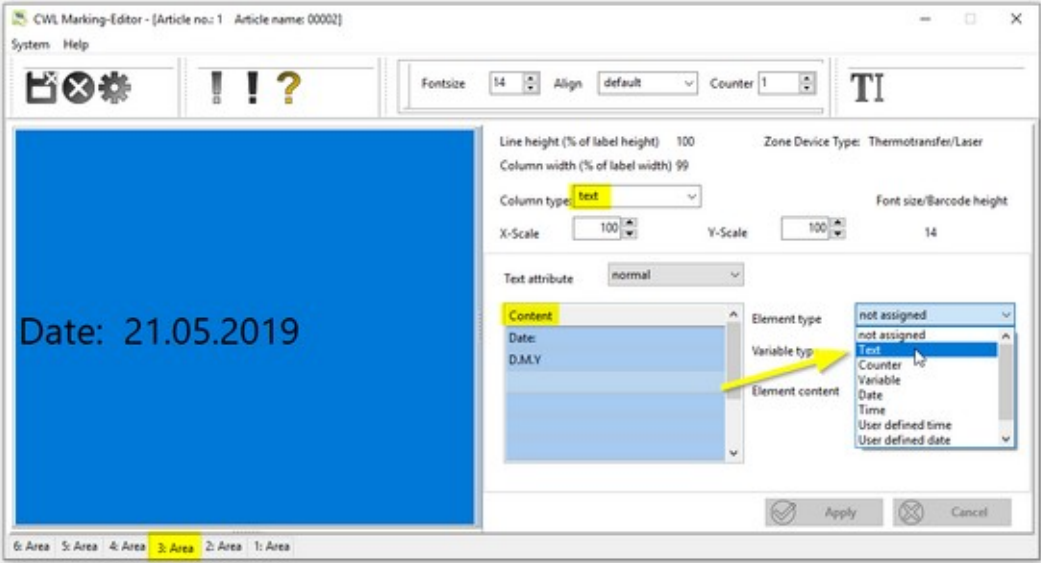 CWL Marking-Editor - [Article no.: 1 Article name: 00002]
System Help
Fontsize 14 Align default Counter 1 TI
Line height (% of label height) 100 Zone Device Type: Thermotransfer/Laser
Column width (% of label width) 99
Column type: text Font size/Barcode height
X-Scale 100 Y-Scale 100 14
Text attribute normal
Content Element type not assigned
Date: not assigned
D.M.Y Variable typ Text
Counter
Variable
Element content Date
Time
User defined time
User defined date
Date: 21.05.2019
Apply Cancel
6: Area 5: Area 4: Area 3: Area 2: Area 1: Area